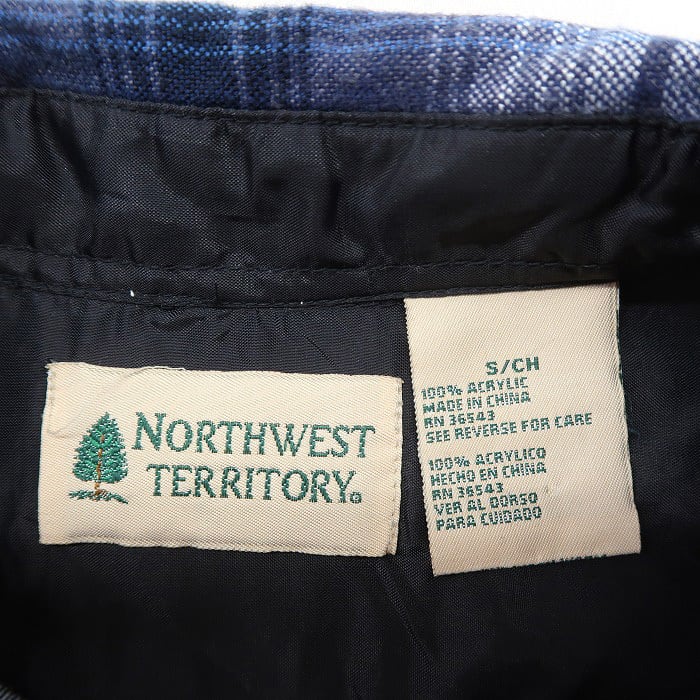 NORTHWEST
TERRITORY®
S/CH
100% ACRYLIC
MADE IN CHINA
RN 36543
SEE REVERSE FOR CARE
100% ACRYLICO
HECHO EN CHINA
RN 36543
VER AL DORSO
PARA CUIDADO